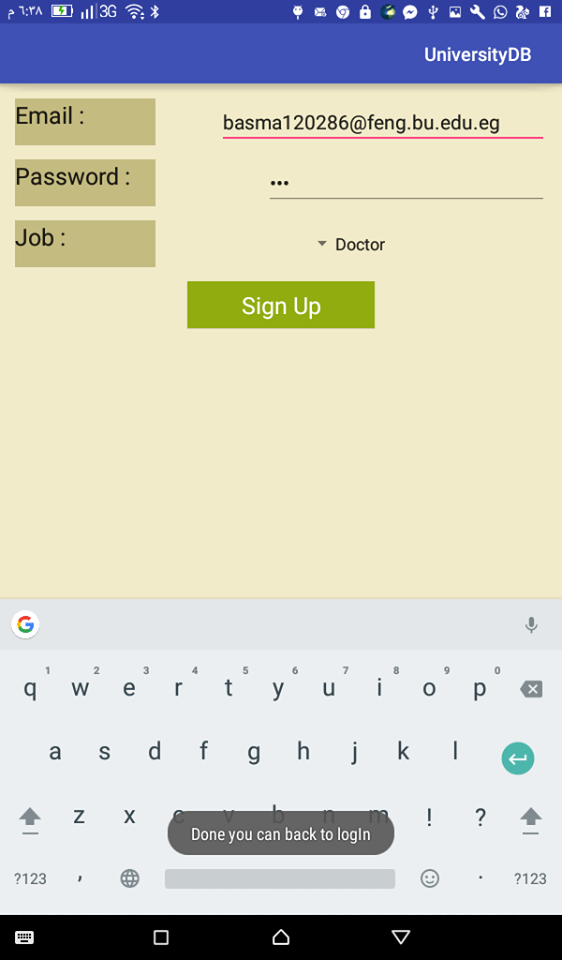 م ٦:٣٨ 3G
UniversityDB
Email :
basma120286@feng.bu.edu.eg
Password :
•••
Job :
Doctor
Sign Up
G
1 2 3 4 5 6 7 8 9 0
q w e r t y u i o p
a s d f g h j k l
z x c v b n m ! ?
Done you can back to logIn
?123 , . ?123